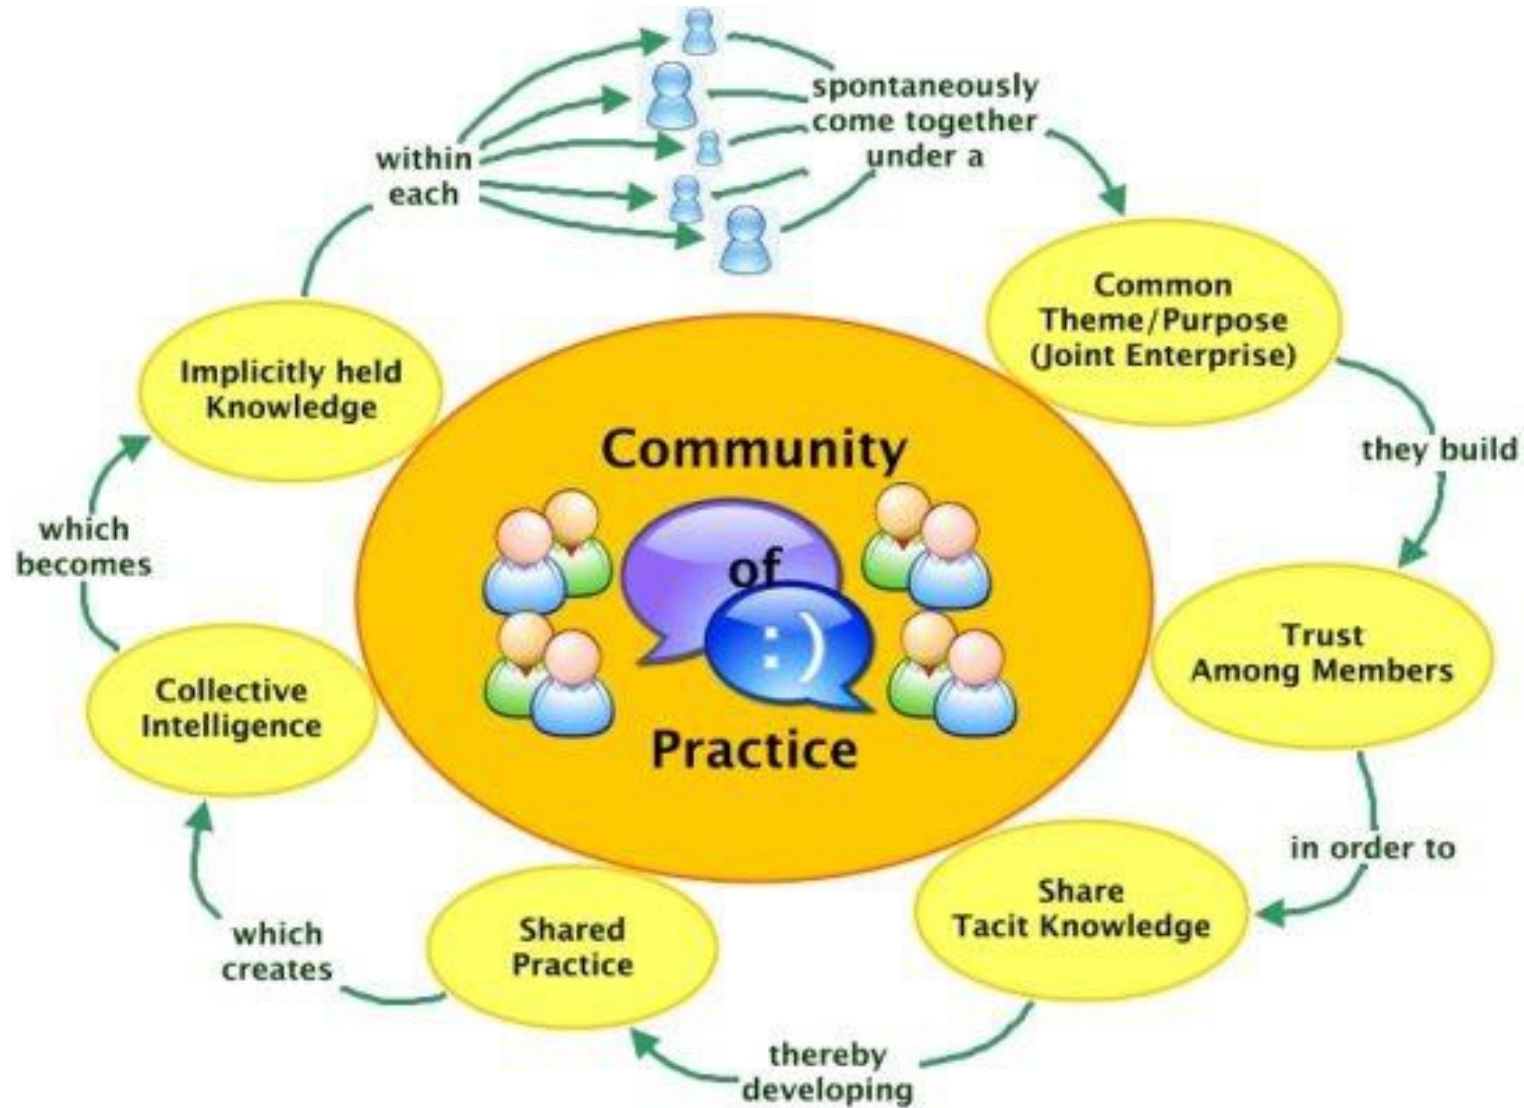 within
each
spontaneously
come together
under a
Common
Theme/Purpose
(Joint Enterprise)
they build
Trust
Among Members
in order to
Share
Tacit Knowledge
thereby
developing
Shared
Practice
which
creates
Collective
Intelligence
which
becomes
Implicitly held
Knowledge
Community
of
:)
Practice